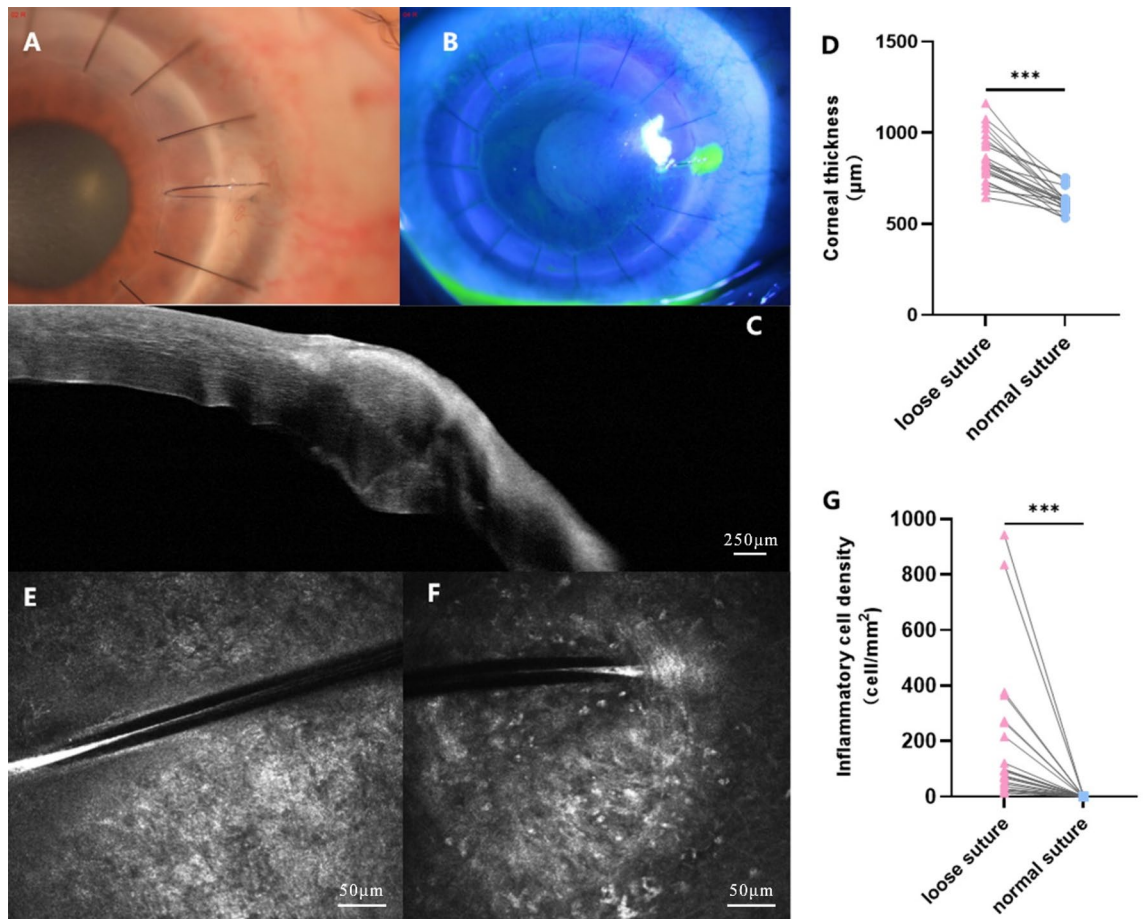 A
B
C
250μm
E
50μm
F
50μm
D
1500
1000
500
0
Corneal thickness
(μm)
***
loose suture
normal suture
G
1000
800
600
400
200
0
Inflammatory cell density
(cell/mm²)
***
loose suture
normal suture